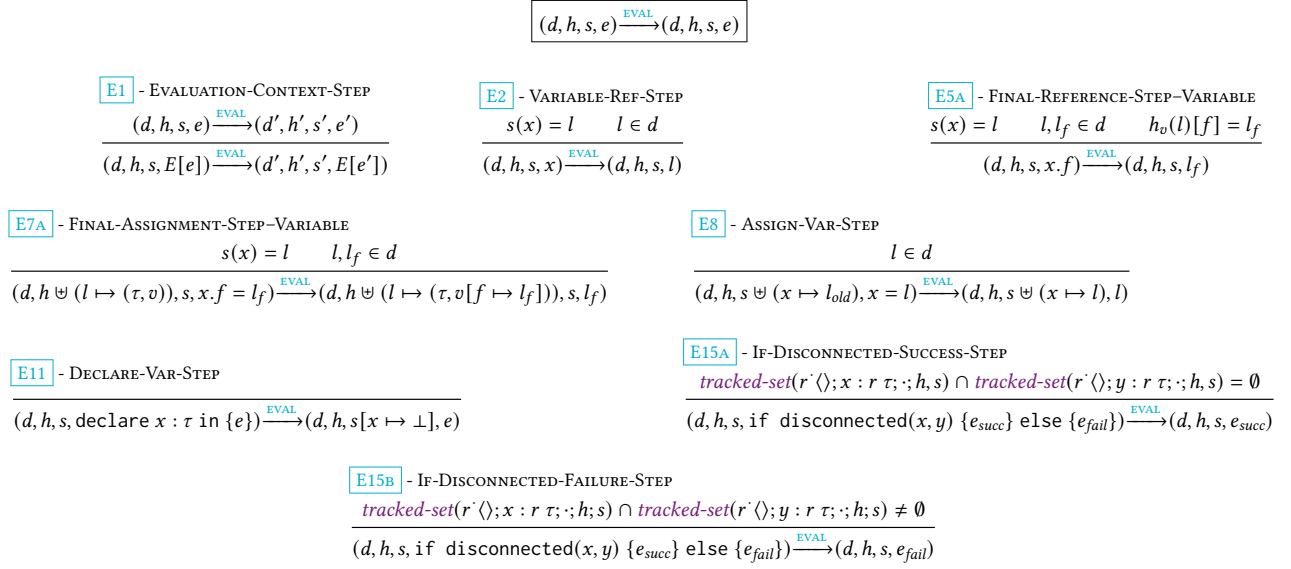 (d, h, s, e) —EVAL→ (d, h, s, e)
E1 - Evaluation-Context-Step
(d, h, s, e) —EVAL→ (d′, h′, s′, e′)
(d, h, s, E[e]) —EVAL→ (d′, h′, s′, E[e′])
E2 - Variable-Ref-Step
s(x) = l   l ∈ d
(d, h, s, x) —EVAL→ (d, h, s, l)
E5a - Final-Reference-Step–Variable
s(x) = l   l, l_f ∈ d   h_v(l)[f] = l_f
(d, h, s, x.f) —EVAL→ (d, h, s, l_f)
E7a - Final-Assignment-Step–Variable
s(x) = l   l, l_f ∈ d
(d, h ⊎ (l ↦ (τ, v)), s, x.f = l_f) —EVAL→ (d, h ⊎ (l ↦ (τ, v[f ↦ l_f])), s, l_f)
E8 - Assign-Var-Step
l ∈ d
(d, h, s ⊎ (x ↦ l_old), x = l) —EVAL→ (d, h, s ⊎ (x ↦ l), l)
E11 - Declare-Var-Step
(d, h, s, declare x : τ in {e}) —EVAL→ (d, h, s[x ↦ ⊥], e)
E15a - If-Disconnected-Success-Step
tracked-set(r˙⟨⟩; x : r τ; ·; h, s) ∩ tracked-set(r˙⟨⟩; y : r τ; ·; h, s) = ∅
(d, h, s, if disconnected(x, y) {e_succ} else {e_fail}) —EVAL→ (d, h, s, e_succ)
E15b - If-Disconnected-Failure-Step
tracked-set(r˙⟨⟩; x : r τ; ·; h; s) ∩ tracked-set(r˙⟨⟩; y : r τ; ·; h; s) ≠ ∅
(d, h, s, if disconnected(x, y) {e_succ} else {e_fail}) —EVAL→ (d, h, s, e_fail)